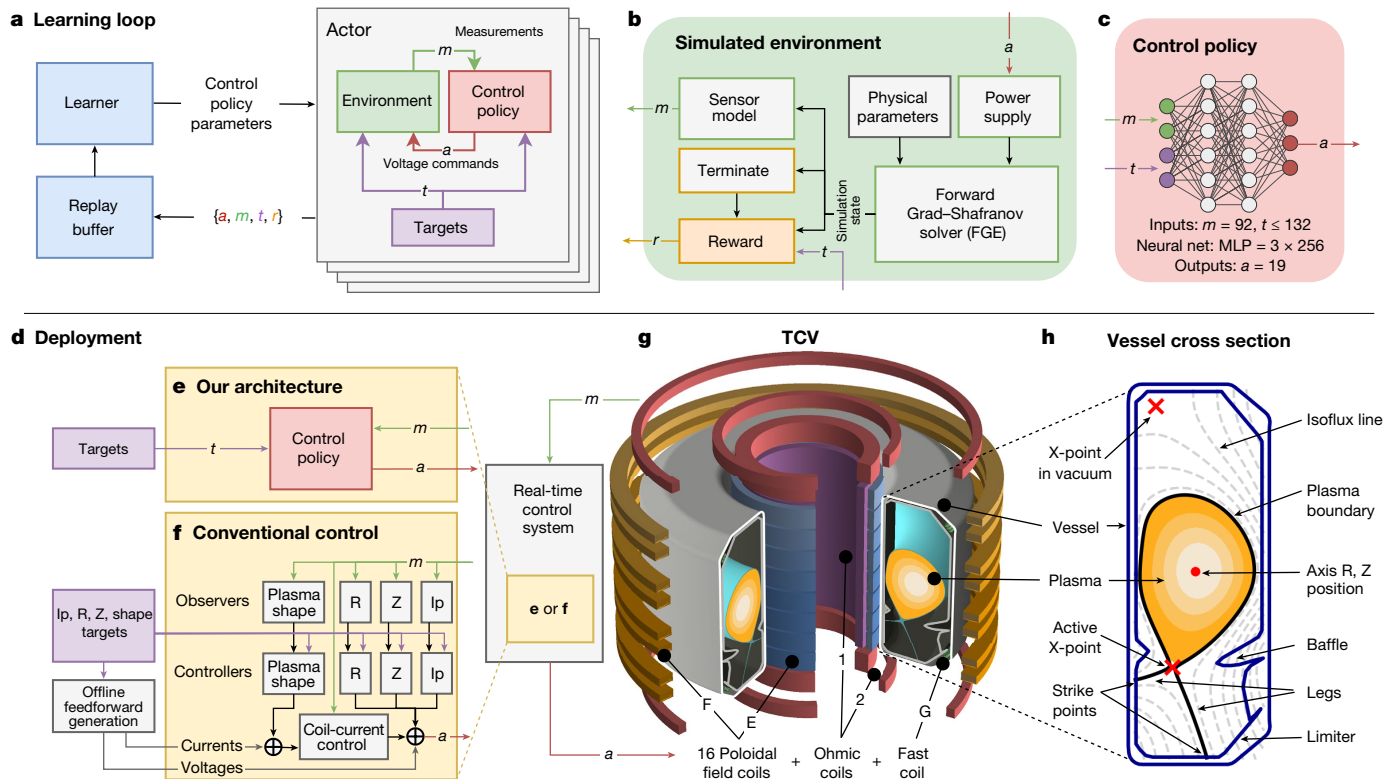 a Learning loop
Learner
Replay
buffer
Control
policy
parameters
{a, m, t, r}
Actor
Measurements
m
Environment
Control
policy
a
Voltage commands
t
Targets
b
Simulated environment
a
m
Sensor
model
Physical
parameters
Power
supply
Terminate
Simulation
state
Forward
Grad–Shafranov
solver (FGE)
r
Reward
t
c
Control policy
m
t
a
Inputs: m = 92, t ≤ 132
Neural net: MLP = 3 × 256
Outputs: a = 19
d Deployment
e Our architecture
Targets
t
Control
policy
m
a
f Conventional control
m
Observers
Plasma
shape
R
Z
Ip
Ip, R, Z, shape
targets
Controllers
Plasma
shape
R
Z
Ip
Offline
feedforward
generation
Coil-current
control
a
Currents
Voltages
m
Real-time
control
system
e or f
a
g
TCV
1
2
F
E
G
16 Poloidal
field coils
+
Ohmic
coils
+
Fast
coil
h
Vessel cross section
X-point
in vacuum
Vessel
Plasma
Active
X-point
Strike
points
Isoflux line
Plasma
boundary
Axis R, Z
position
Baffle
Legs
Limiter